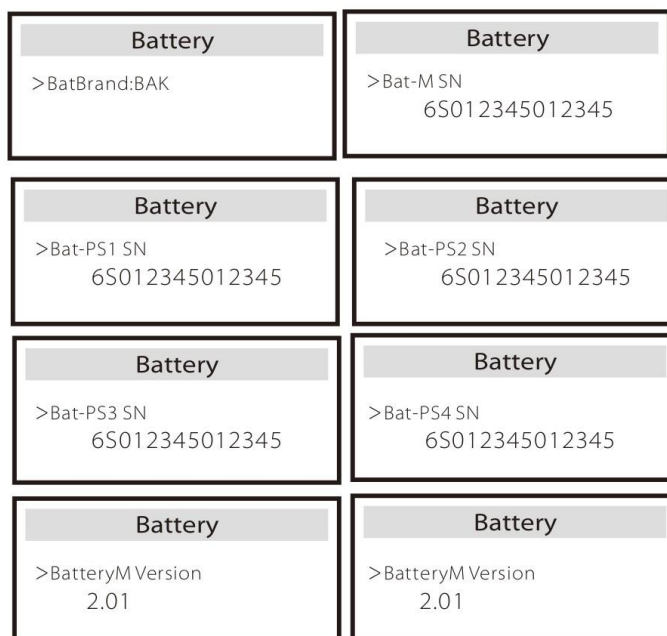 Battery
>BatBrand:BAK
Battery
>Bat-M SN
6S012345012345
Battery
>Bat-PS1 SN
6S012345012345
Battery
>Bat-PS2 SN
6S012345012345
Battery
>Bat-PS3 SN
6S012345012345
Battery
>Bat-PS4 SN
6S012345012345
Battery
>BatteryM Version
2.01
Battery
>BatteryM Version
2.01